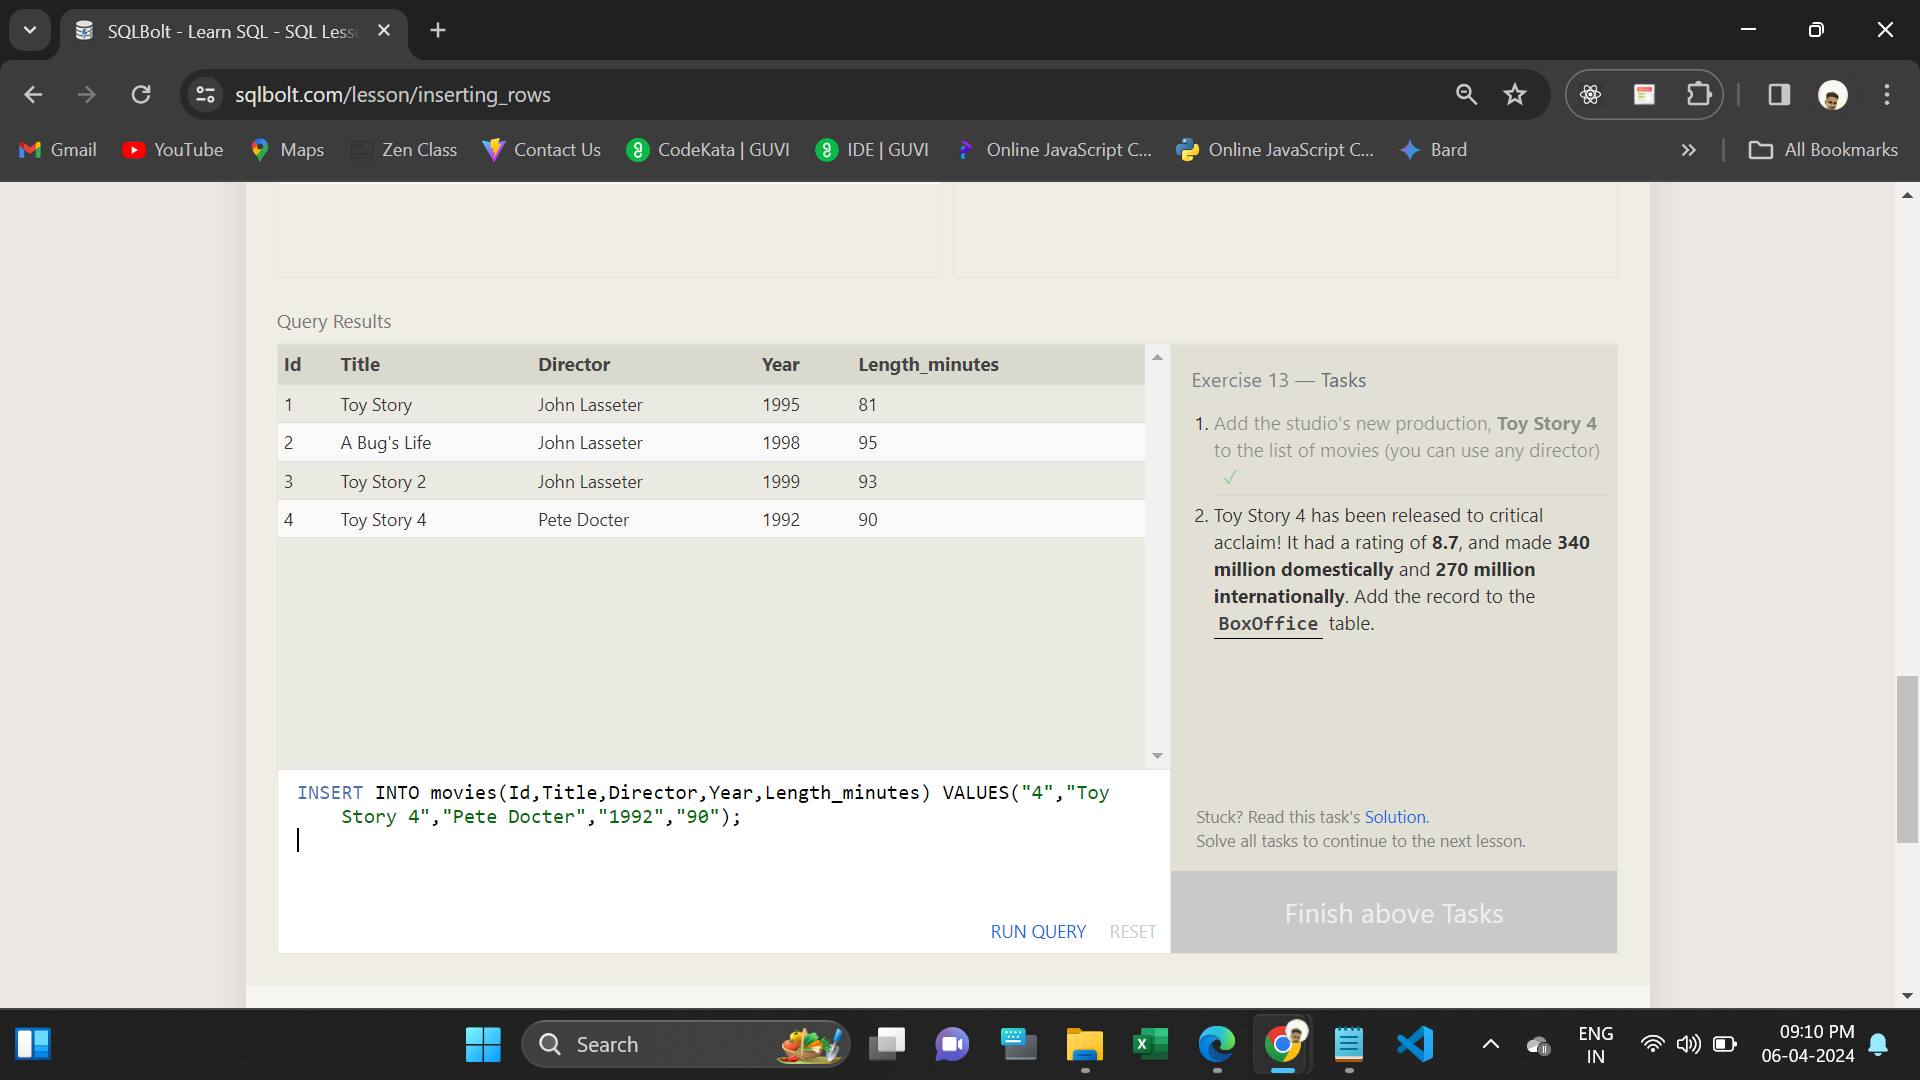 SQLBolt - Learn SQL - SQL Less
sqlbolt.com/lesson/inserting_rows
Gmail YouTube Maps Zen Class Contact Us CodeKata | GUVI IDE | GUVI Online JavaScript C... Online JavaScript C... Bard » All Bookmarks
Query Results
Id Title Director Year Length_minutes
1 Toy Story John Lasseter 1995 81
2 A Bug's Life John Lasseter 1998 95
3 Toy Story 2 John Lasseter 1999 93
4 Toy Story 4 Pete Docter 1992 90
INSERT INTO movies(Id,Title,Director,Year,Length_minutes) VALUES("4","Toy
Story 4","Pete Docter","1992","90");
RUN QUERY RESET
Exercise 13 — Tasks
1. Add the studio's new production, Toy Story 4
to the list of movies (you can use any director)
✓
2. Toy Story 4 has been released to critical
acclaim! It had a rating of 8.7, and made 340
million domestically and 270 million
internationally. Add the record to the
BoxOffice table.
Stuck? Read this task's Solution.
Solve all tasks to continue to the next lesson.
Finish above Tasks
Search
ENG
IN
09:10 PM
06-04-2024